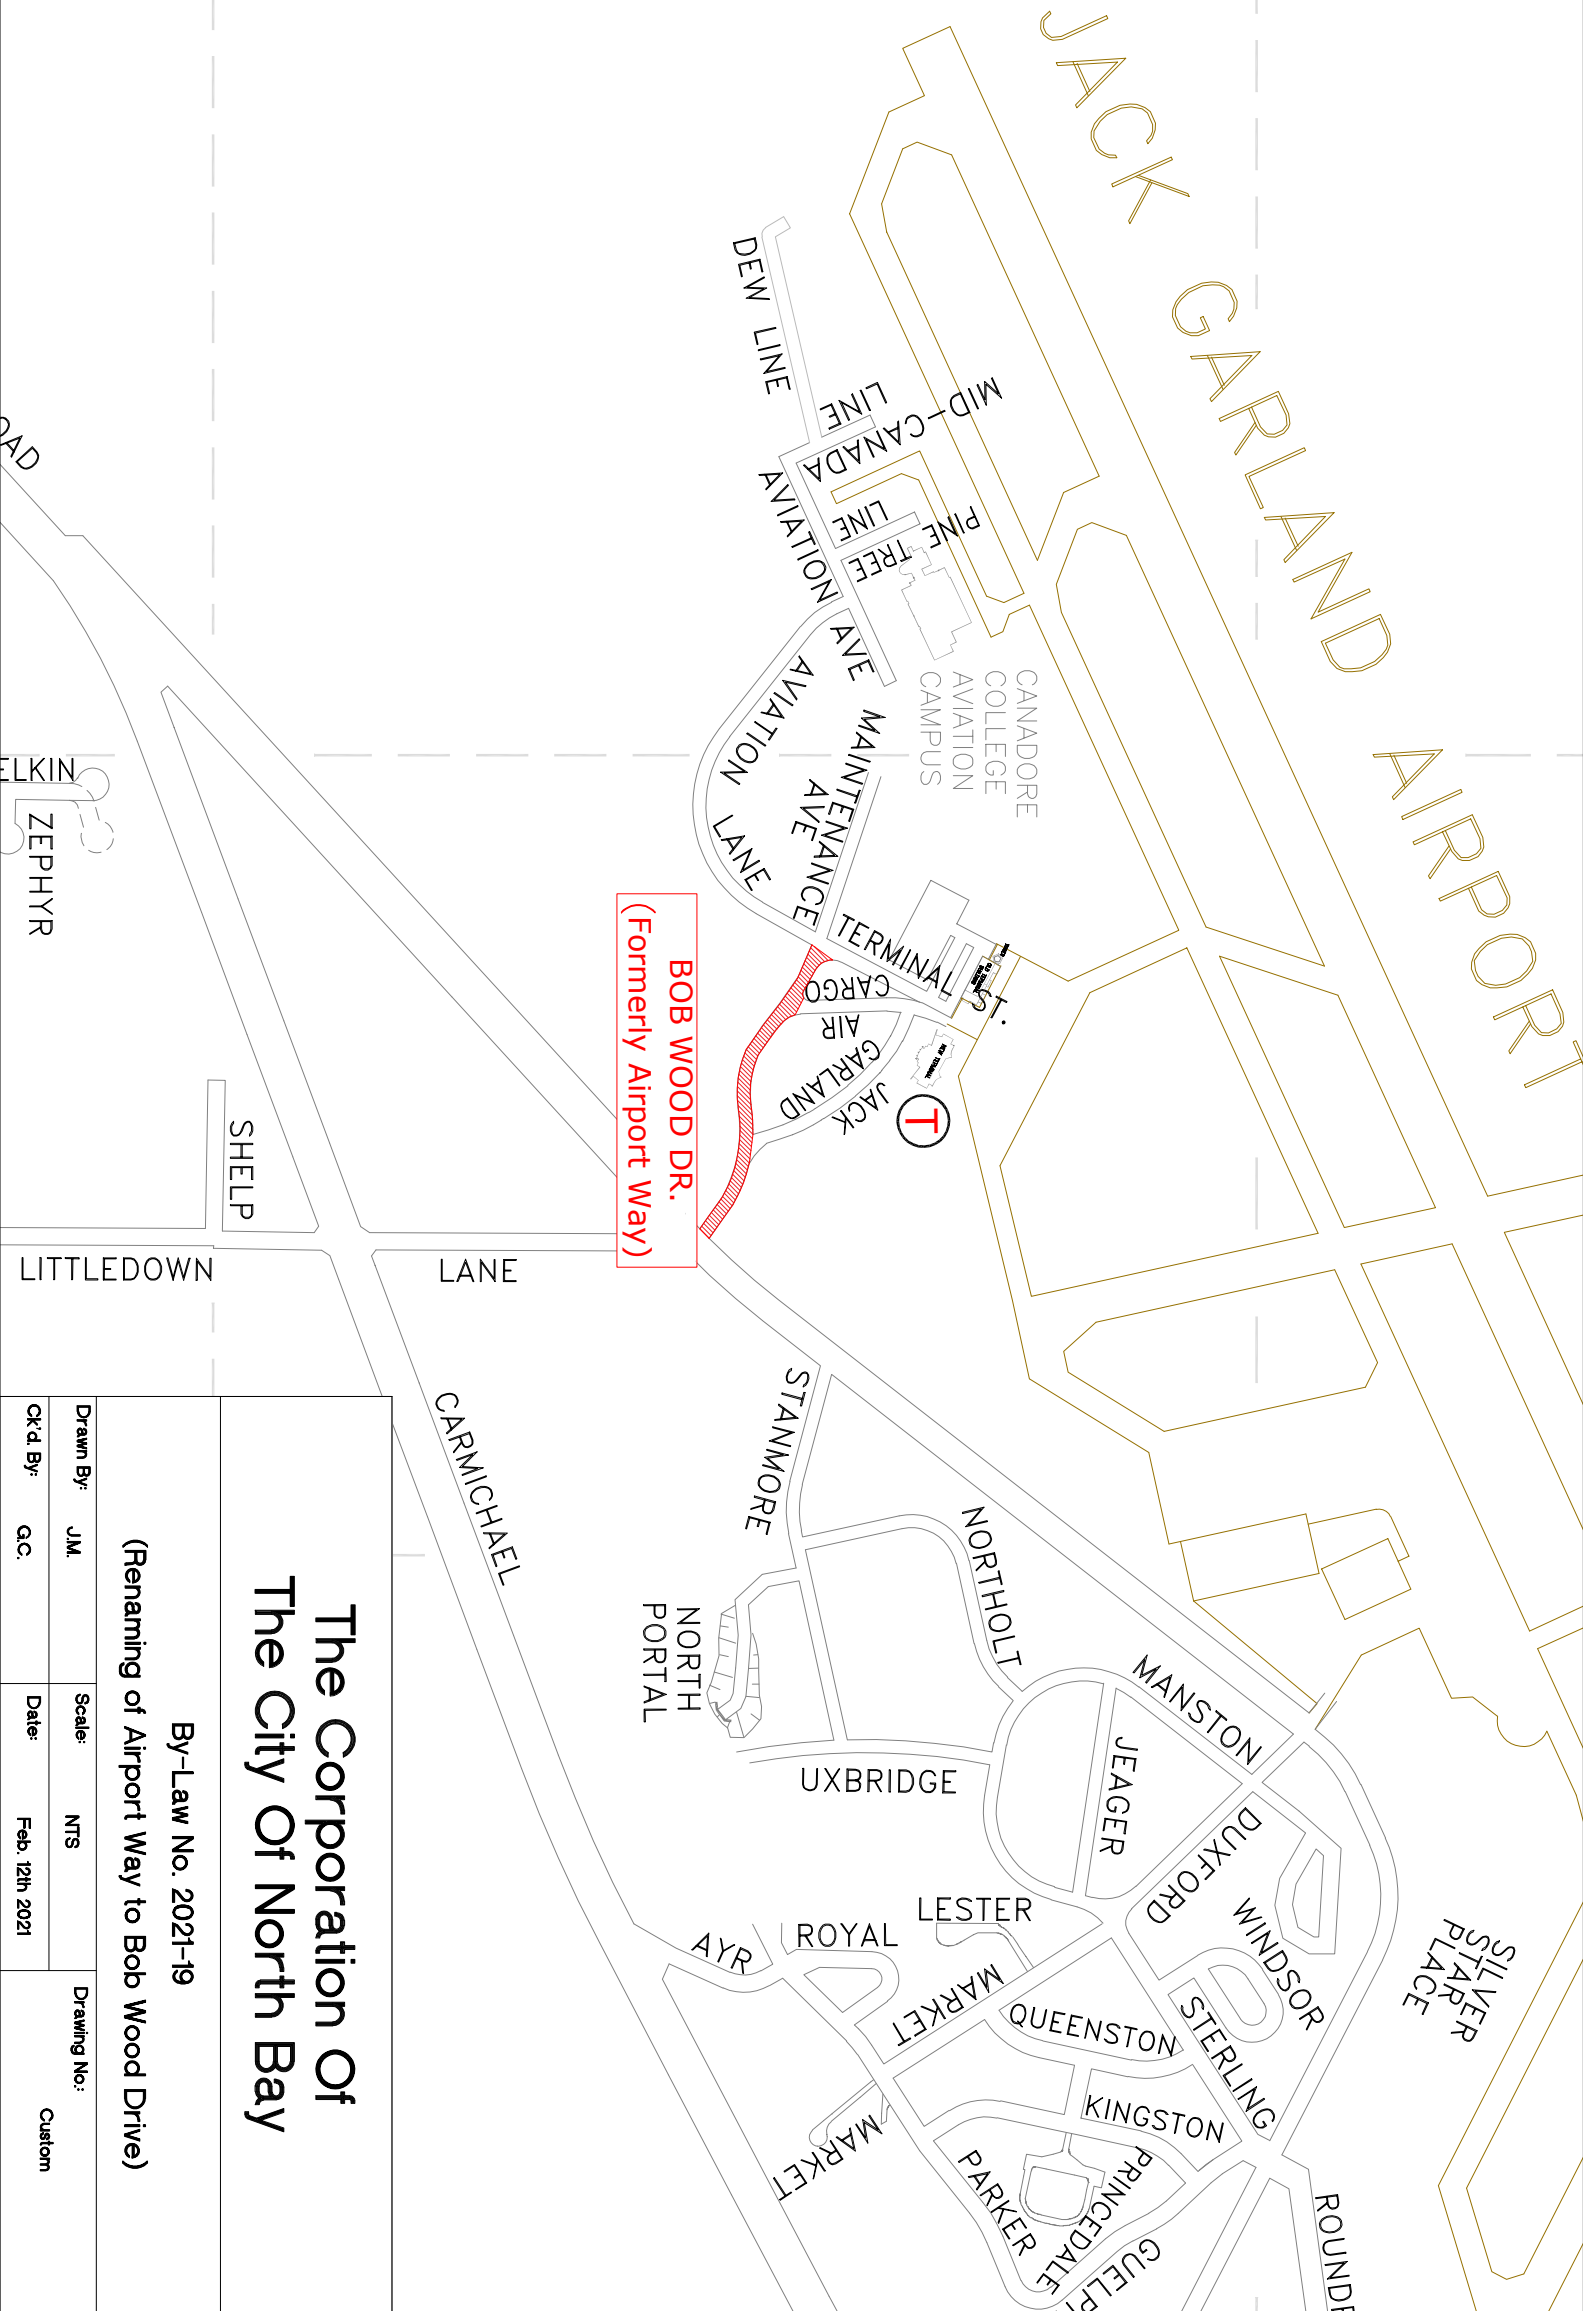 JACK GARLAND AIRPORT
DEW LINE
MID-CANADA
LINE
PINE TREE
LINE
AVIATION AVE
AVIATION LANE
MAINTENANCE
AVE
CANADORE
COLLEGE
AVIATION
CAMPUS
TERMINAL ST.
NEW TERMINAL
AIR
CARGO
JACK
GARLAND
T
BOB WOOD DR.
(Formerly Airport Way)
OAD
ELKIN
ZEPHYR
SHELP
LITTLEDOWN LANE
CARMICHAEL
STANMORE
NORTHOLT
NORTH
PORTAL
UXBRIDGE
MANSTON
JEAGER
DUXFORD
WINDSOR
SILVER
STAR
PLACE
LESTER
ROYAL
AYR
MARKET
QUEENSTON
STERLING
KINGSTON
MARKET
PARKER
PRINCEDALE
GUELPH
ROUNDE
The Corporation Of
The City Of North Bay
By-Law No. 2021-19
(Renaming of Airport Way to Bob Wood Drive)
Drawn By: J.M.
Scale: NTS
Drawing No.:
Ck'd. By: G.C.
Date: Feb. 12th 2021
Custom